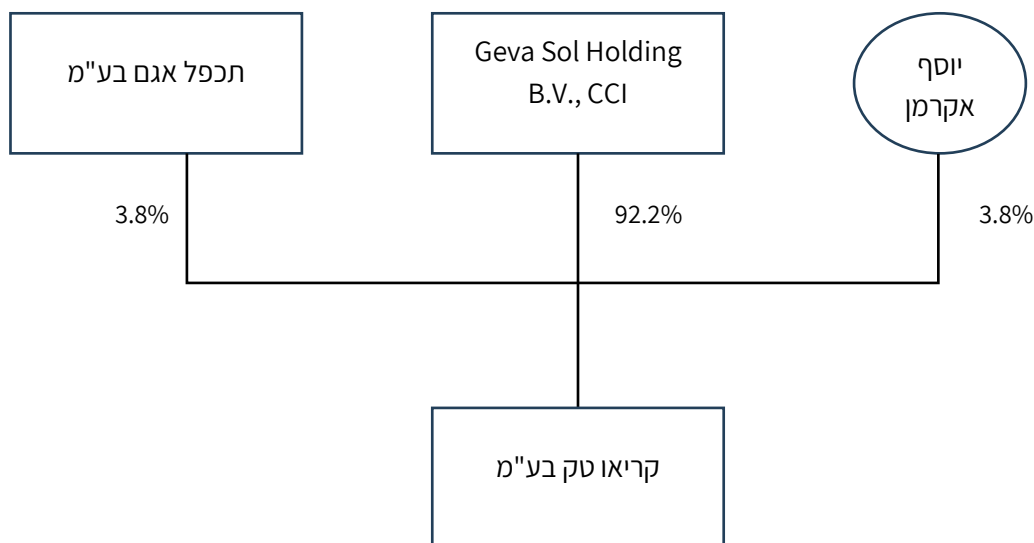 תכפל אגם בע"מ
Geva Sol Holding
B.V., CCI
יוסף
אקרמן
3.8%
92.2%
3.8%
קריאו טק בע"מ